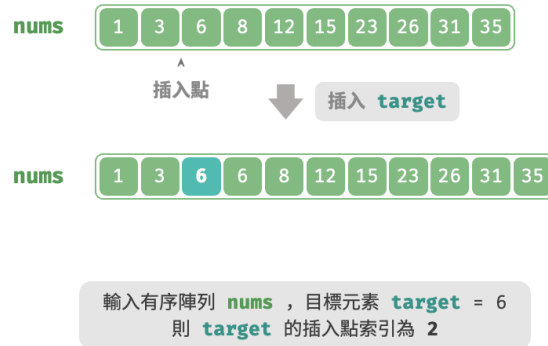 nums 1 3 6 8 12 15 23 26 31 35
插入點
插入 target
nums 1 3 6 6 8 12 15 23 26 31 35
輸入有序陣列 nums ，目標元素 target = 6
則 target 的插入點索引為 2